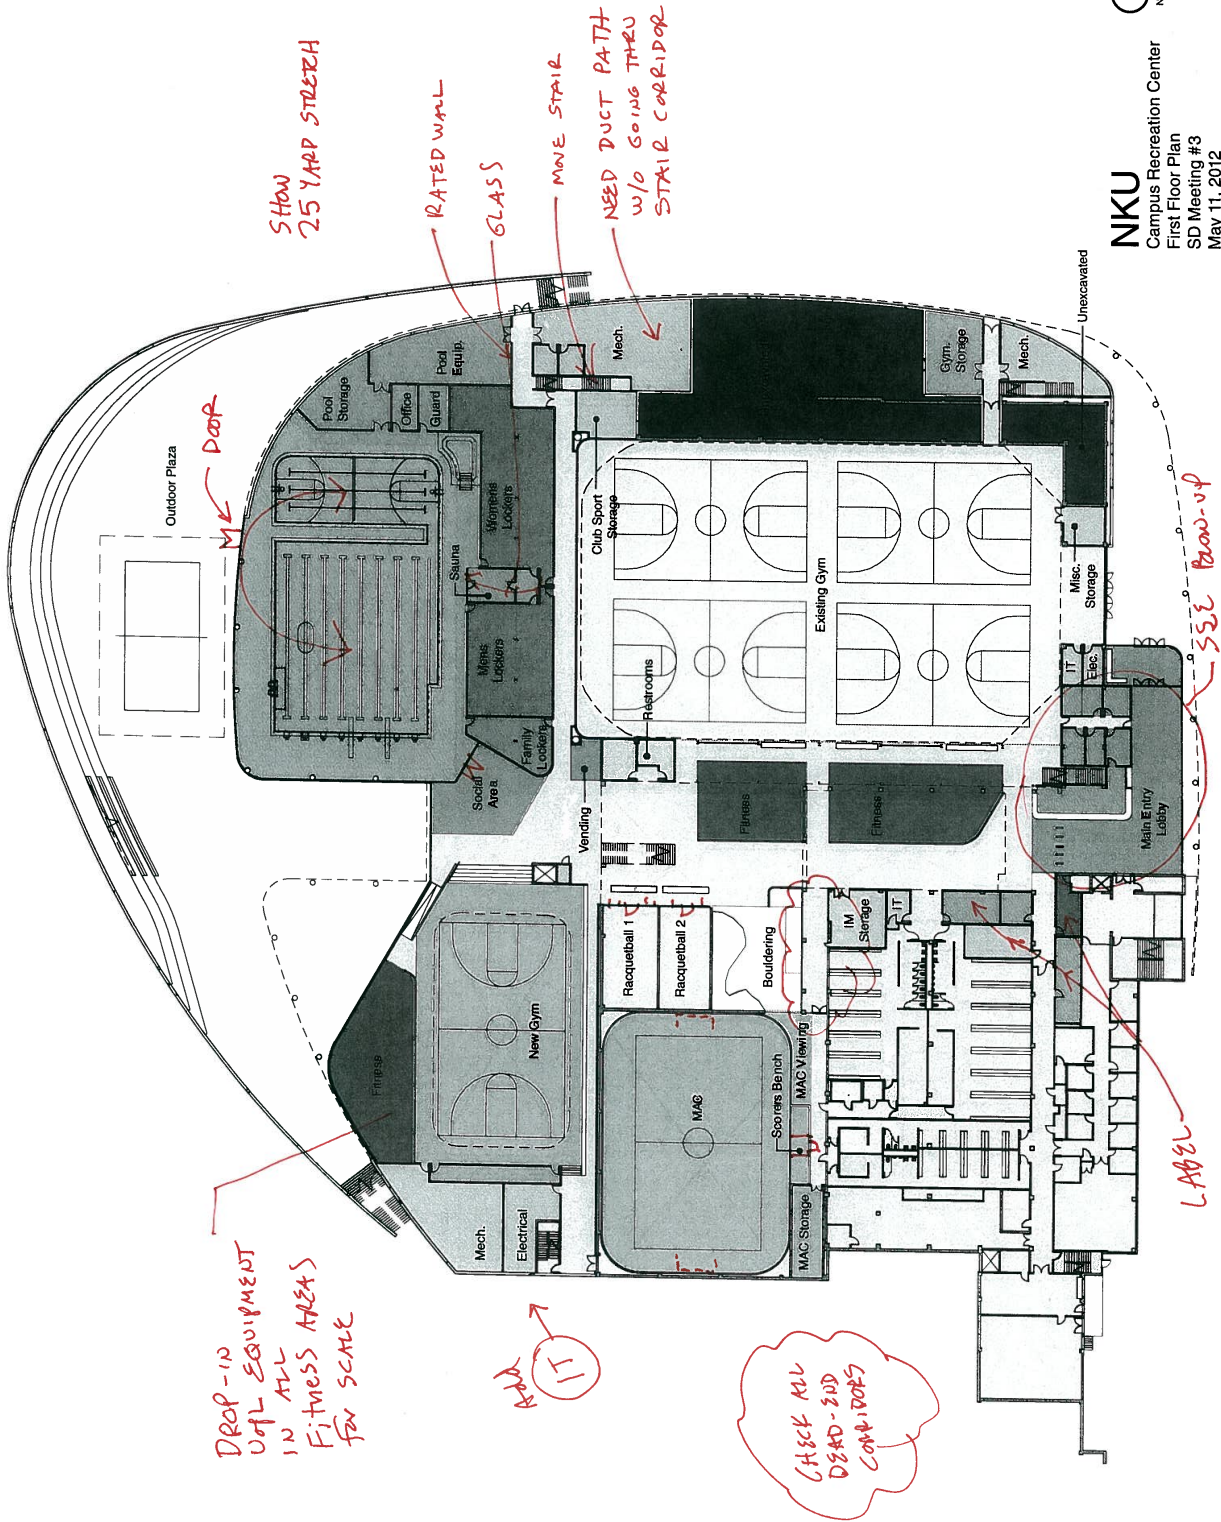 SHOW
25 YARD STRETCH
RATED WALL
GLASS
MOVE STAIR
NEED DUCT PATH
W/O GOING THRU
STAIR CORRIDOR
NKU
Campus Recreation Center
First Floor Plan
SD Meeting #3
May 11, 2012
N
Outdoor Plaza
DOOR
Pool
Storage
Pool
Equip.
Office
Guard
Sauna
Womens
Lockers
Mens
Lockers
Family
Lockers
Social
Area
Mech.
Club Sport
Storage
Gym.
Storage
Mech.
Unexcavated
Existing Gym
Misc.
Storage
IT
Elec.
SEE BLOW-UP
Restrooms
Vending
Fitness
Fitness
Main Entry
Lobby
Fitness
New Gym
Racquetball 1
Racquetball 2
Bouldering
IM
Storage
IT
MAC
MAC Viewing
Scorers Bench
MAC Storage
Mech.
Electrical
LABEL
DROP-IN
UofL EQUIPMENT
IN ALL
FITNESS AREAS
for SCALE
Add
IT
CHECK ALL
DEAD-END
CORRIDORS